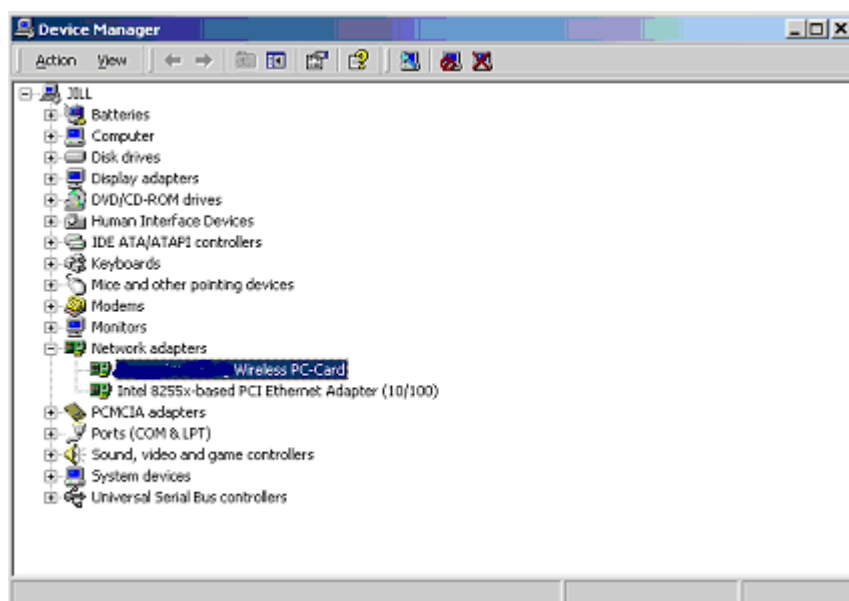 Device Manager
Action View
JILL
Batteries
Computer
Disk drives
Display adapters
DVD/CD-ROM drives
Human Interface Devices
IDE ATA/ATAPI controllers
Keyboards
Mice and other pointing devices
Modems
Monitors
Network adapters
Wireless PC-Card
Intel 8255x-based PCI Ethernet Adapter (10/100)
PCMCIA adapters
Ports (COM & LPT)
Sound, video and game controllers
System devices
Universal Serial Bus controllers